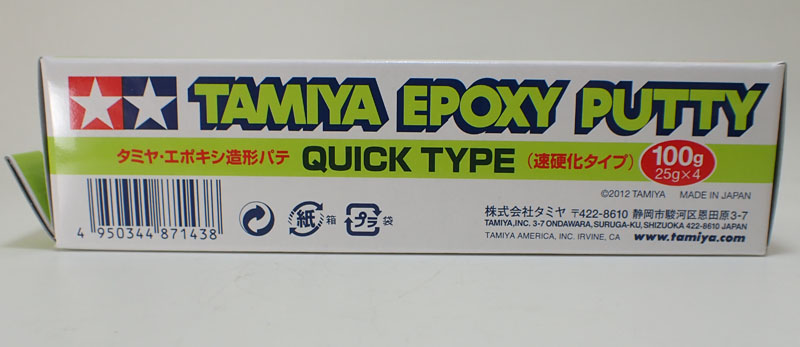 TAMIYA EPOXY PUTTY
タミヤ・エポキシ造形パテ QUICK TYPE (速硬化タイプ) 100g
25g×4
©2012 TAMIYA MADE IN JAPAN
4 950344 871438
紙 箱 プラ 袋
株式会社タミヤ 〒422-8610 静岡市駿河区恩田原3-7
TAMIYA,INC. 3-7 ONDAWARA, SURUGA-KU, SHIZUOKA 422-8610 JAPAN
TAMIYA AMERICA, INC. IRVINE, CA www.tamiya.com